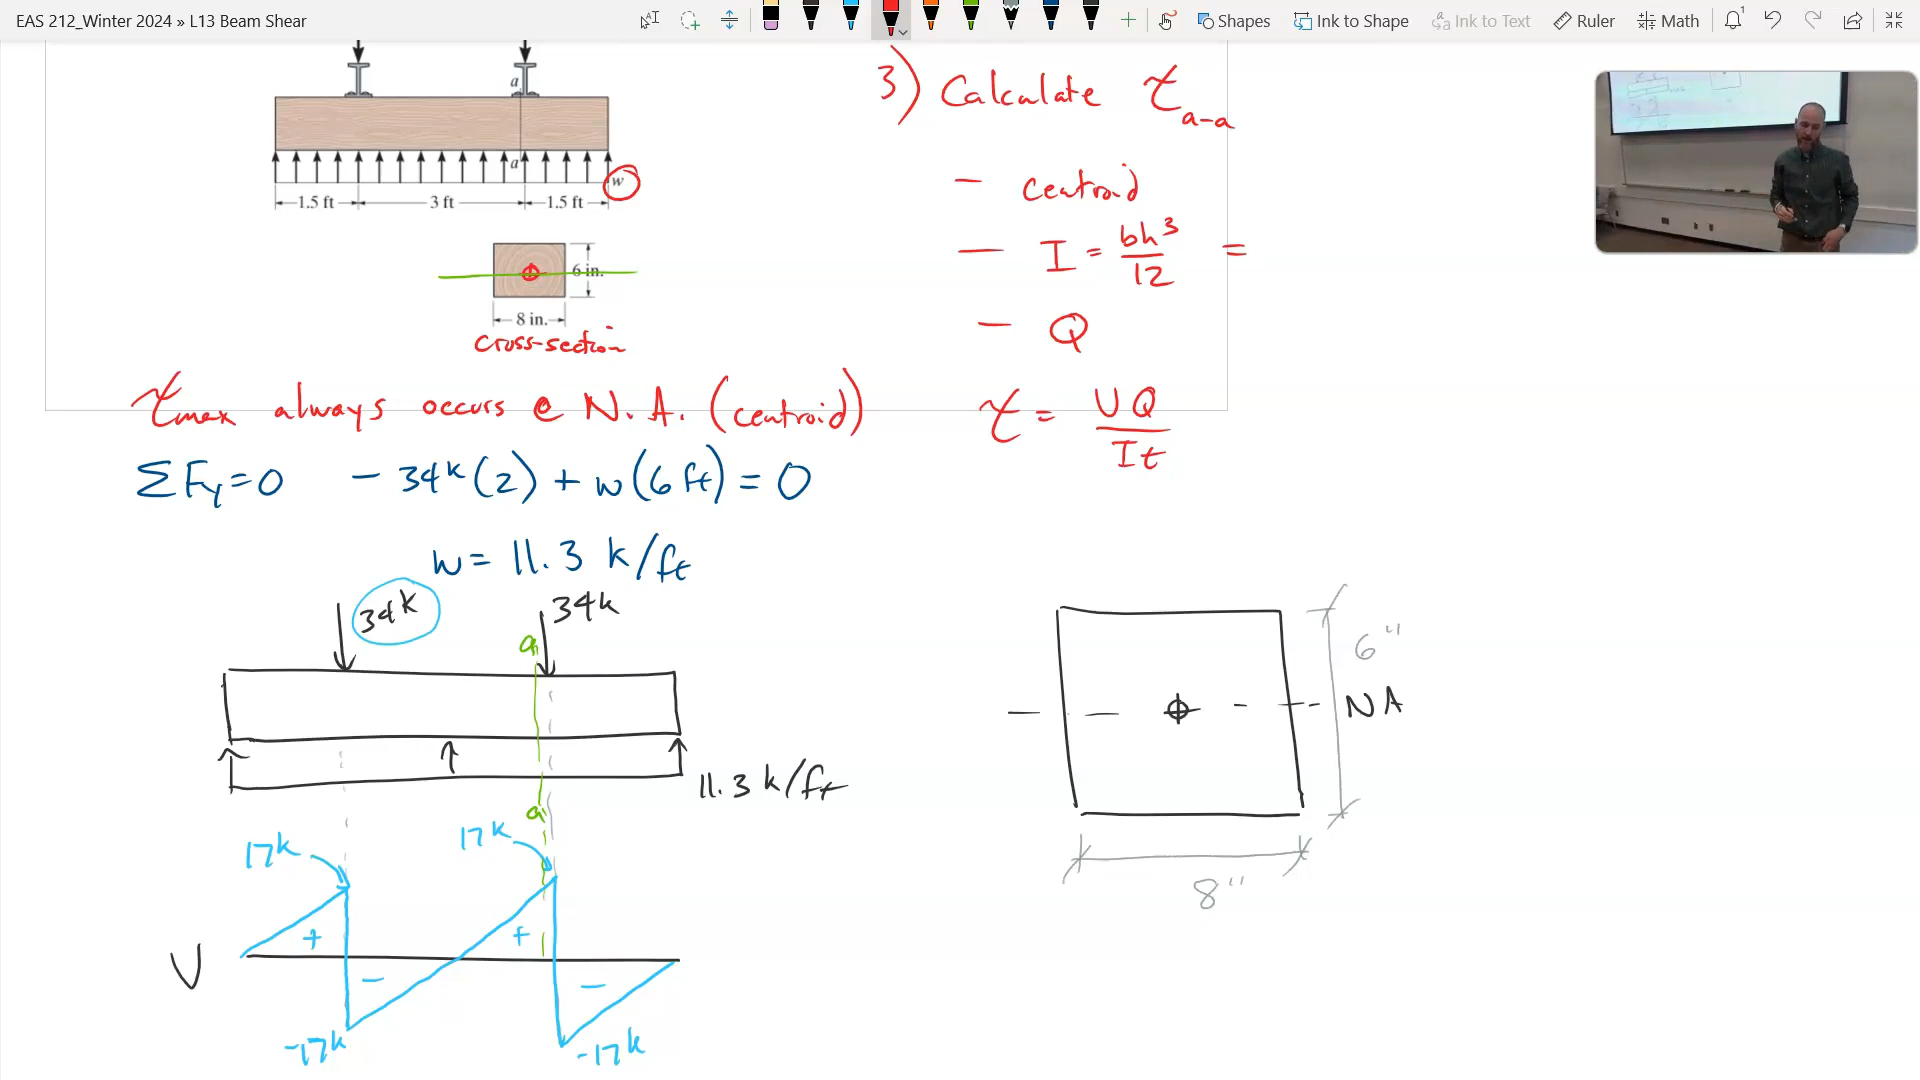 EAS 212_Winter 2024 » L13 Beam Shear
Shapes
Ink to Shape
Ink to Text
Ruler
Math
a
a
w
1.5 ft
3 ft
1.5 ft
6 in.
8 in.
cross-section
3) Calculate τ a-a
- centroid
- I = bh³/12 =
- Q
τ = VQ/It
τmax always occurs @ N.A. (centroid)
ΣFy=0 - 34k(2) + w(6 ft) = 0
w = 11.3 k/ft
34k
34k
a
a
11.3 k/ft
17k
17k
+
-
+
-
V
-17k
-17k
6"
NA
8"